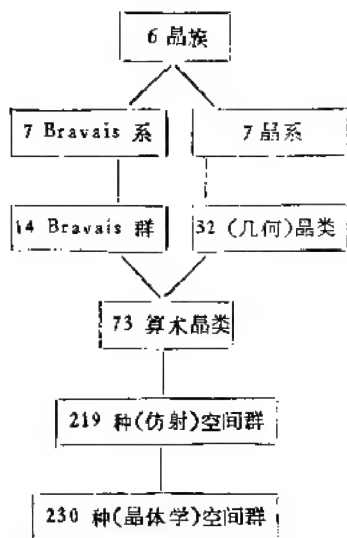 6 晶族
7 Bravais 系
7 晶系
14 Bravais 群
32 (几何)晶类
73 算术晶类
219 种(仿射)空间群
230 种(晶体学)空间群